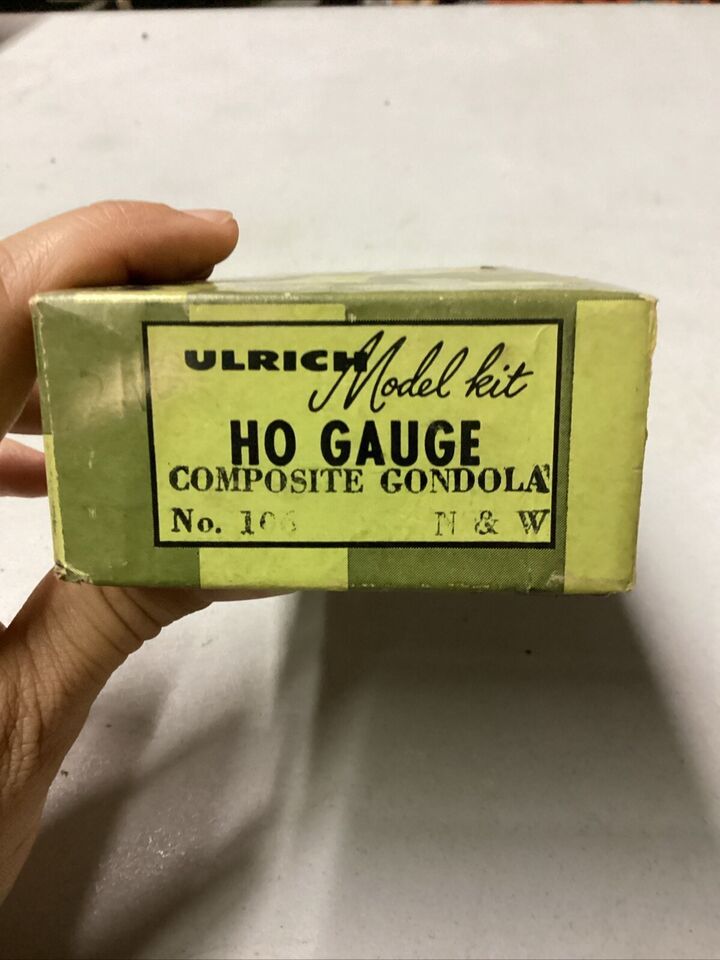 ULRICH Model kit
HO GAUGE
COMPOSITE GONDOLA
No. N & W